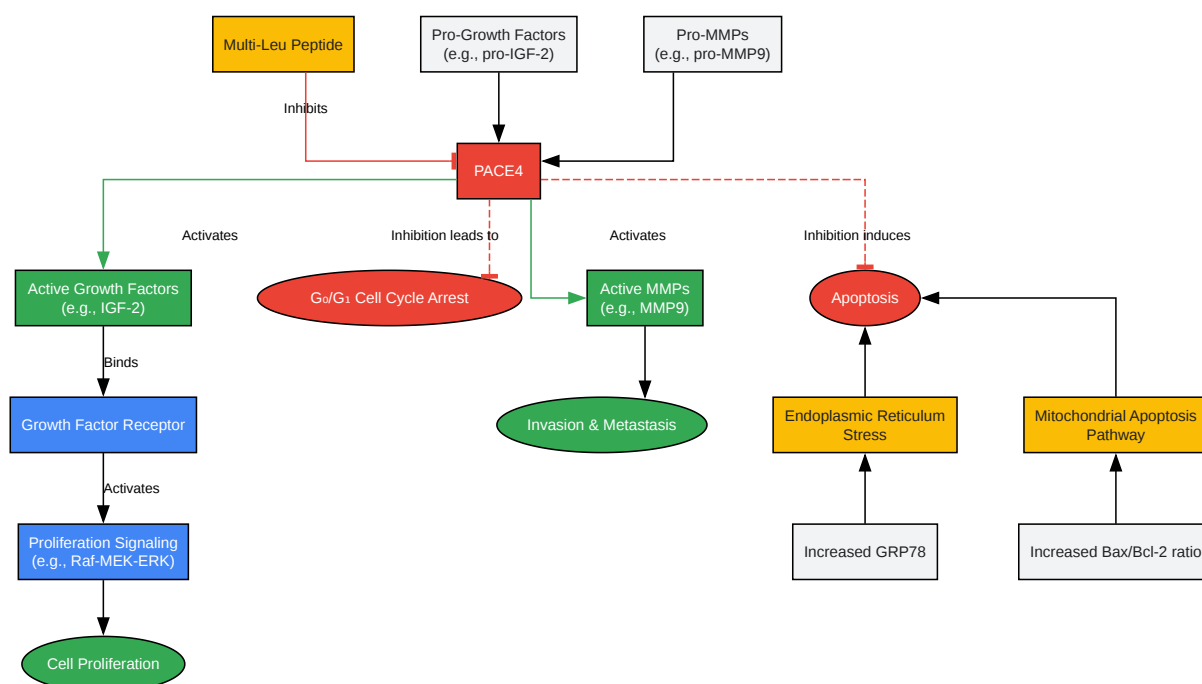 Multi-Leu Peptide
Pro-Growth Factors
(e.g., pro-IGF-2)
Pro-MMPs
(e.g., pro-MMP9)
Inhibits
PACE4
Activates
Inhibition leads to
Activates
Inhibition induces
Active Growth Factors
(e.g., IGF-2)
G₀/G₁ Cell Cycle Arrest
Active MMPs
(e.g., MMP9)
Apoptosis
Binds
Growth Factor Receptor
Invasion & Metastasis
Endoplasmic Reticulum
Stress
Mitochondrial Apoptosis
Pathway
Activates
Proliferation Signaling
(e.g., Raf-MEK-ERK)
Increased GRP78
Increased Bax/Bcl-2 ratio
Cell Proliferation